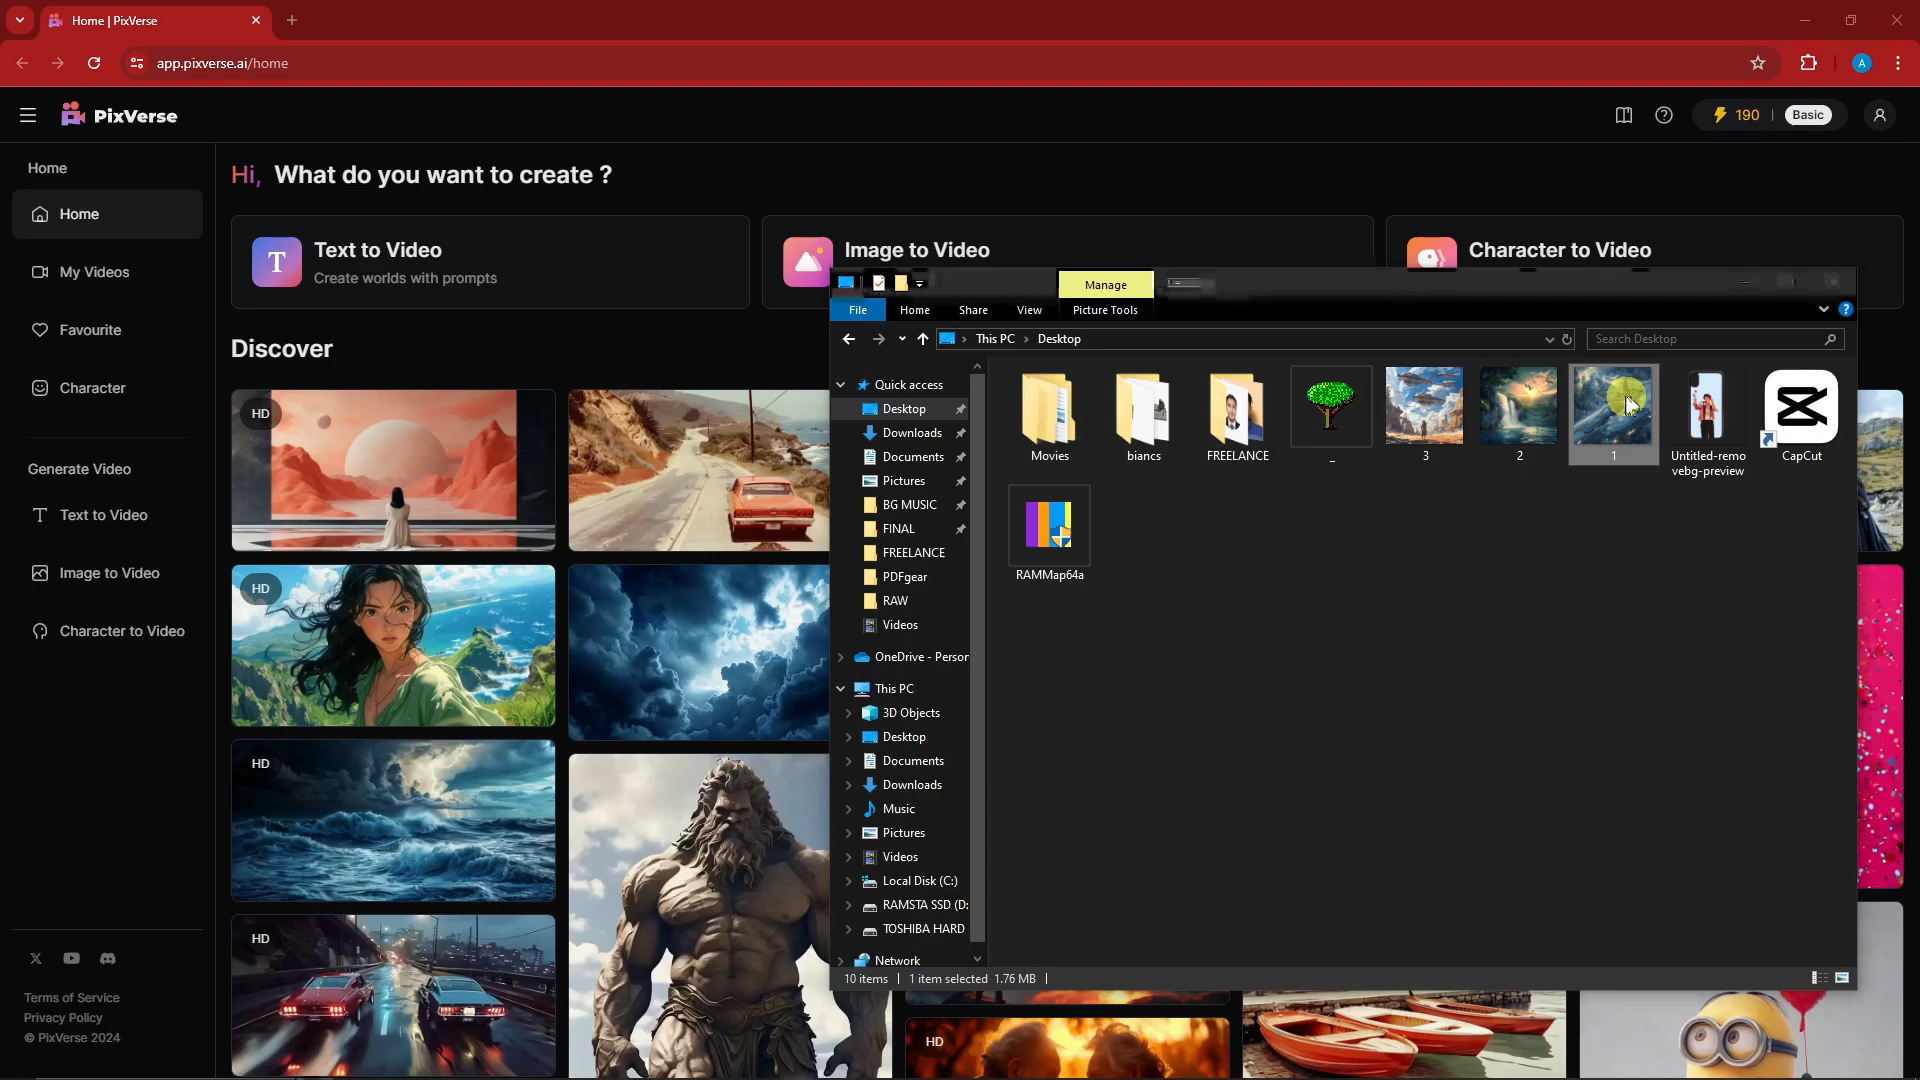 Home | PixVerse
app.pixverse.ai/home
A
PixVerse
190
Basic
Home
Home
My Videos
Favourite
Character
Generate Video
Text to Video
Image to Video
Character to Video
Terms of Service
Privacy Policy
© PixVerse 2024
Hi, What do you want to create ?
T
Text to Video
Create worlds with prompts
Image to Video
Character to Video
Discover
HD
HD
HD
HD
HD
Manage
File
Home
Share
View
Picture Tools
This PC
Desktop
Search Desktop
Quick access
Desktop
Downloads
Documents
Pictures
BG MUSIC
FINAL
FREELANCE
PDFgear
RAW
Videos
OneDrive - Person
This PC
3D Objects
Desktop
Documents
Downloads
Music
Pictures
Videos
Local Disk (C:)
RAMSTA SSD (D:
TOSHIBA HARD
Network
Movies
biancs
FREELANCE
_
3
2
1
Untitled-remo
vebg-preview
CapCut
RAMMap64a
10 items
1 item selected 1.76 MB